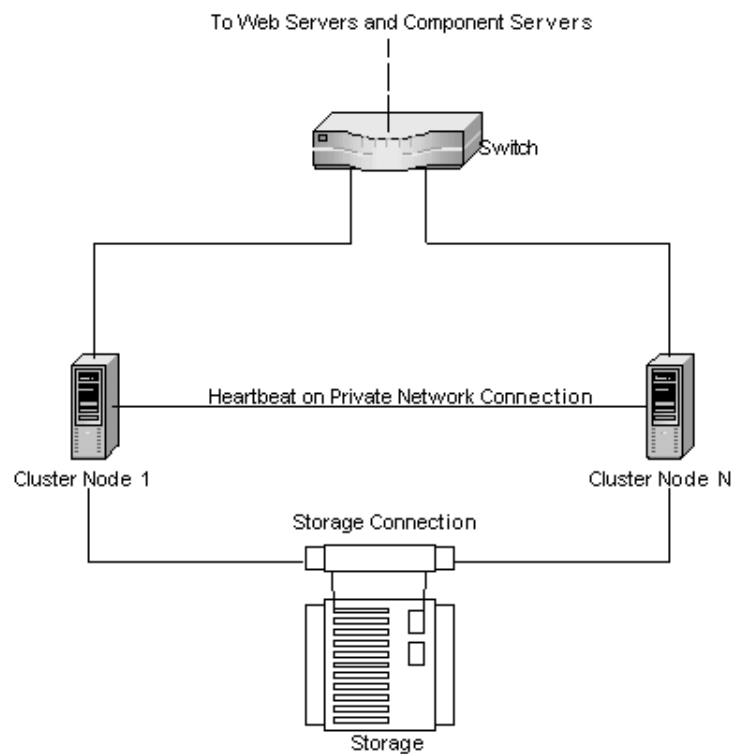 To Web Servers and Component Servers
Switch
Heartbeat on Private Network Connection
Cluster Node 1
Cluster Node N
Storage Connection
Storage